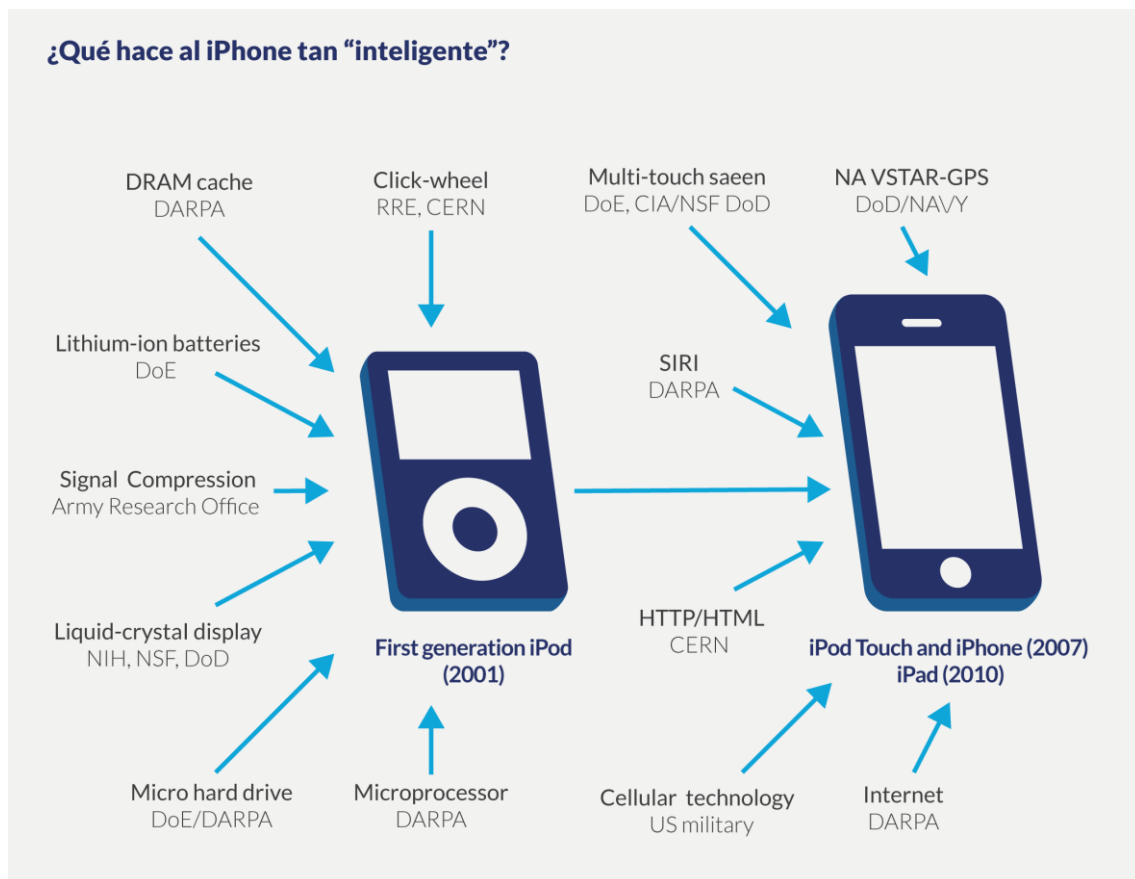 ¿Qué hace al iPhone tan “inteligente”?
DRAM cache
DARPA
Click-wheel
RRE, CERN
Multi-touch saeen
DoE, CIA/NSF DoD
NA VSTAR-GPS
DoD/NA\/Y
Lithium-ion batteries
DoE
SIRI
DARPA
Signal Compression
Army Research Office
Liquid-crystal display
NIH, NSF, DoD
HTTP/HTML
CERN
First generation iPod
(2001)
iPod Touch and iPhone (2007)
iPad (2010)
Micro hard drive
DoE/DARPA
Microprocessor
DARPA
Cellular technology
US military
Internet
DARPA